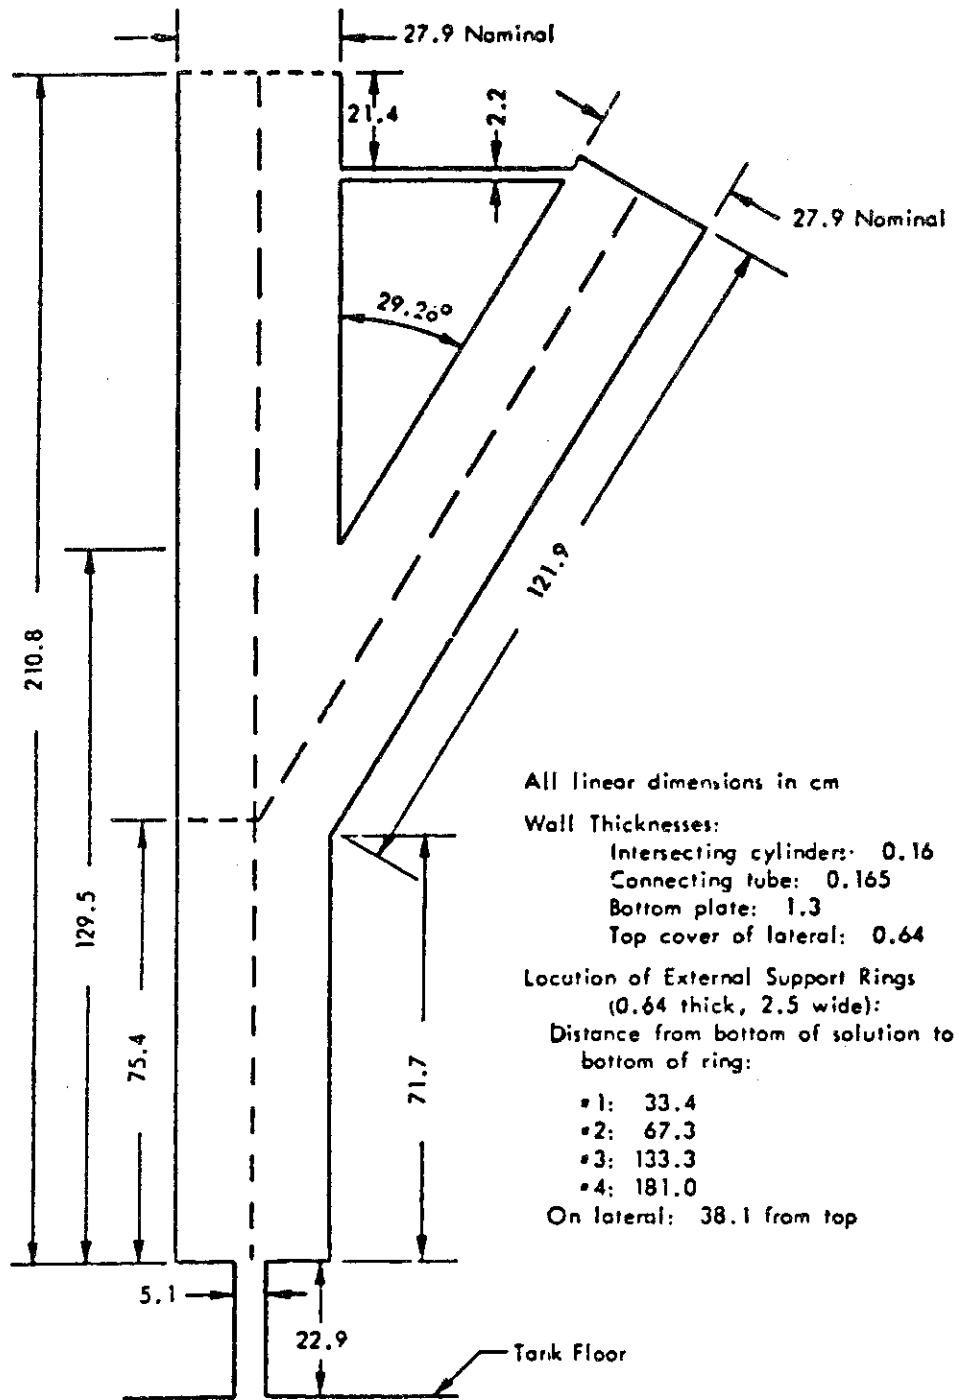 27.9 Nominal
21.4
2.2
27.9 Nominal
29.26°
121.9
210.8
129.5
75.4
71.7
All linear dimensions in cm
Wall Thicknesses:
Intersecting cylinder: 0.16
Connecting tube: 0.165
Bottom plate: 1.3
Top cover of lateral: 0.64
Location of External Support Rings
(0.64 thick, 2.5 wide):
Distance from bottom of solution to
bottom of ring:
#1: 33.4
#2: 67.3
#3: 133.3
#4: 181.0
On lateral: 38.1 from top
5.1
22.9
Tank Floor